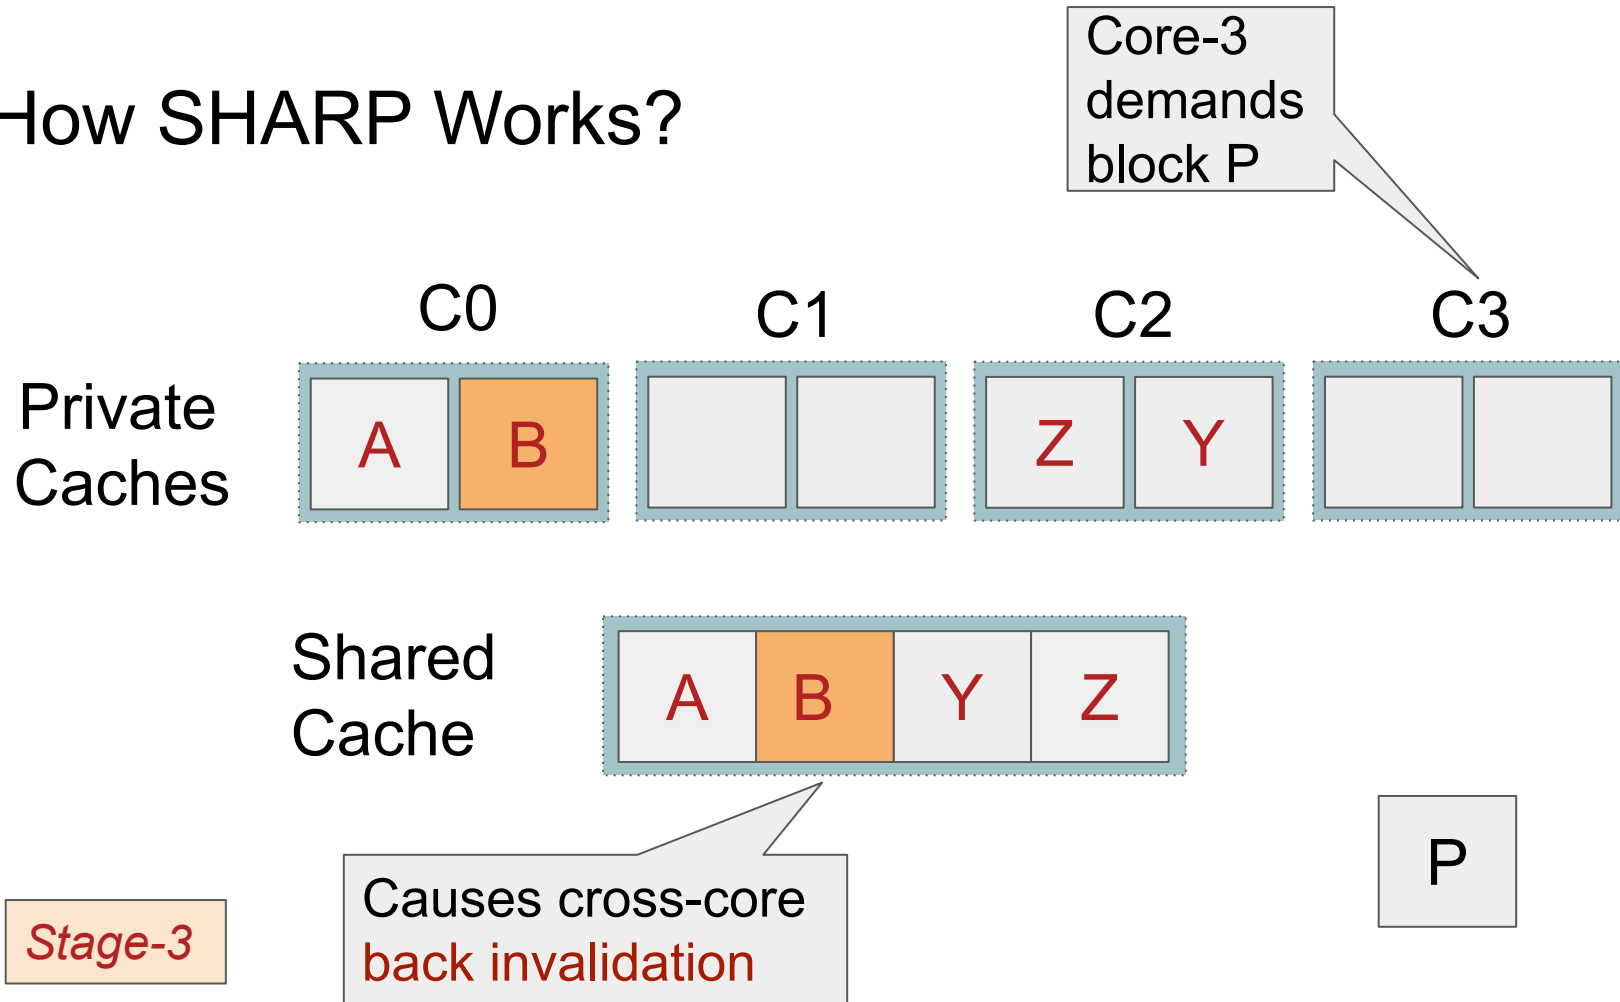 How SHARP Works?
Core-3
demands
block P
C0 C1 C2 C3
Private
Caches
A B Z Y
Shared
Cache
A B Y Z
P
Causes cross-core
back invalidation
Stage-3